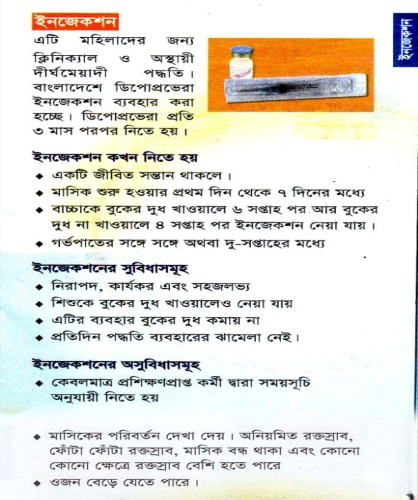 ইনজেকশন
ইনজেকশন
এটি মহিলাদের জন্য
ক্লিনিক্যাল ও অস্থায়ী
দীর্ঘমেয়াদী পদ্ধতি।
বাংলাদেশে ডিপোপ্রভেরা
ইনজেকশন ব্যবহার করা
হচ্ছে। ডিপোপ্রভেরা প্রতি
৩ মাস পরপর নিতে হয়।
ইনজেকশন কখন নিতে হয়
◆ একটি জীবিত সন্তান থাকলে।
◆ মাসিক শুরু হওয়ার প্রথম দিন থেকে ৭ দিনের মধ্যে
◆ বাচ্চাকে বুকের দুধ খাওয়ালে ৬ সপ্তাহ পর আর বুকের
দুধ না খাওয়ালে ৪ সপ্তাহ পর ইনজেকশন নেয়া যায়।
◆ গর্ভপাতের সঙ্গে সঙ্গে অথবা দু-সপ্তাহের মধ্যে
ইনজেকশনের সুবিধাসমূহ
◆ নিরাপদ, কার্যকর এবং সহজলভ্য
◆ শিশুকে বুকের দুধ খাওয়ালেও নেয়া যায়
◆ এটির ব্যবহার বুকের দুধ কমায় না
◆ প্রতিদিন পদ্ধতি ব্যবহারের ঝামেলা নেই।
ইনজেকশনের অসুবিধাসমূহ
◆ কেবলমাত্র প্রশিক্ষণপ্রাপ্ত কর্মী দ্বারা সময়সূচি
অনুযায়ী নিতে হয়
◆ মাসিকের পরিবর্তন দেখা দেয়। অনিয়মিত রক্তস্রাব,
ফোঁটা ফোঁটা রক্তস্রাব, মাসিক বন্ধ থাকা এবং কোনো
কোনো ক্ষেত্রে রক্তস্রাব বেশি হতে পারে
◆ ওজন বেড়ে যেতে পারে।